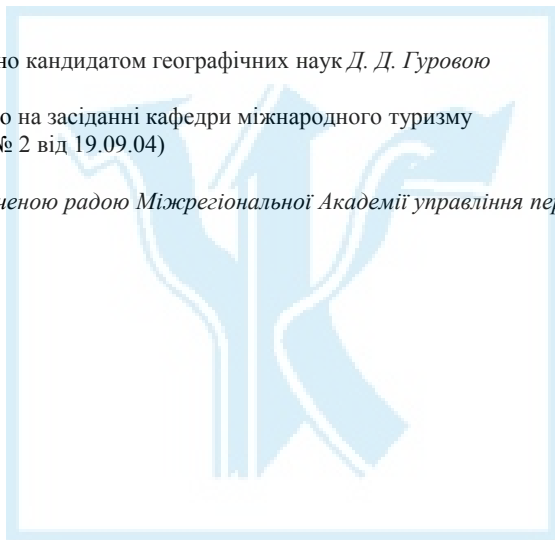 но кандидатом географічних наук Д. Д. Гуровою
о на засіданні кафедри міжнародного туризму
№ 2 від 19.09.04)
ченою радою Міжрегіональної Академії управління пер